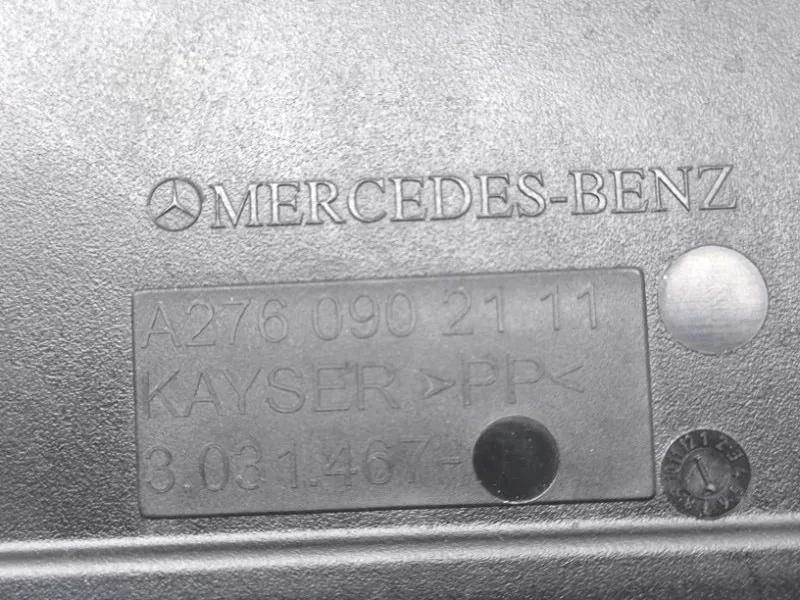 MERCEDES-BENZ
A276 090 21 11
KAYSER >PP<
3.031.467-